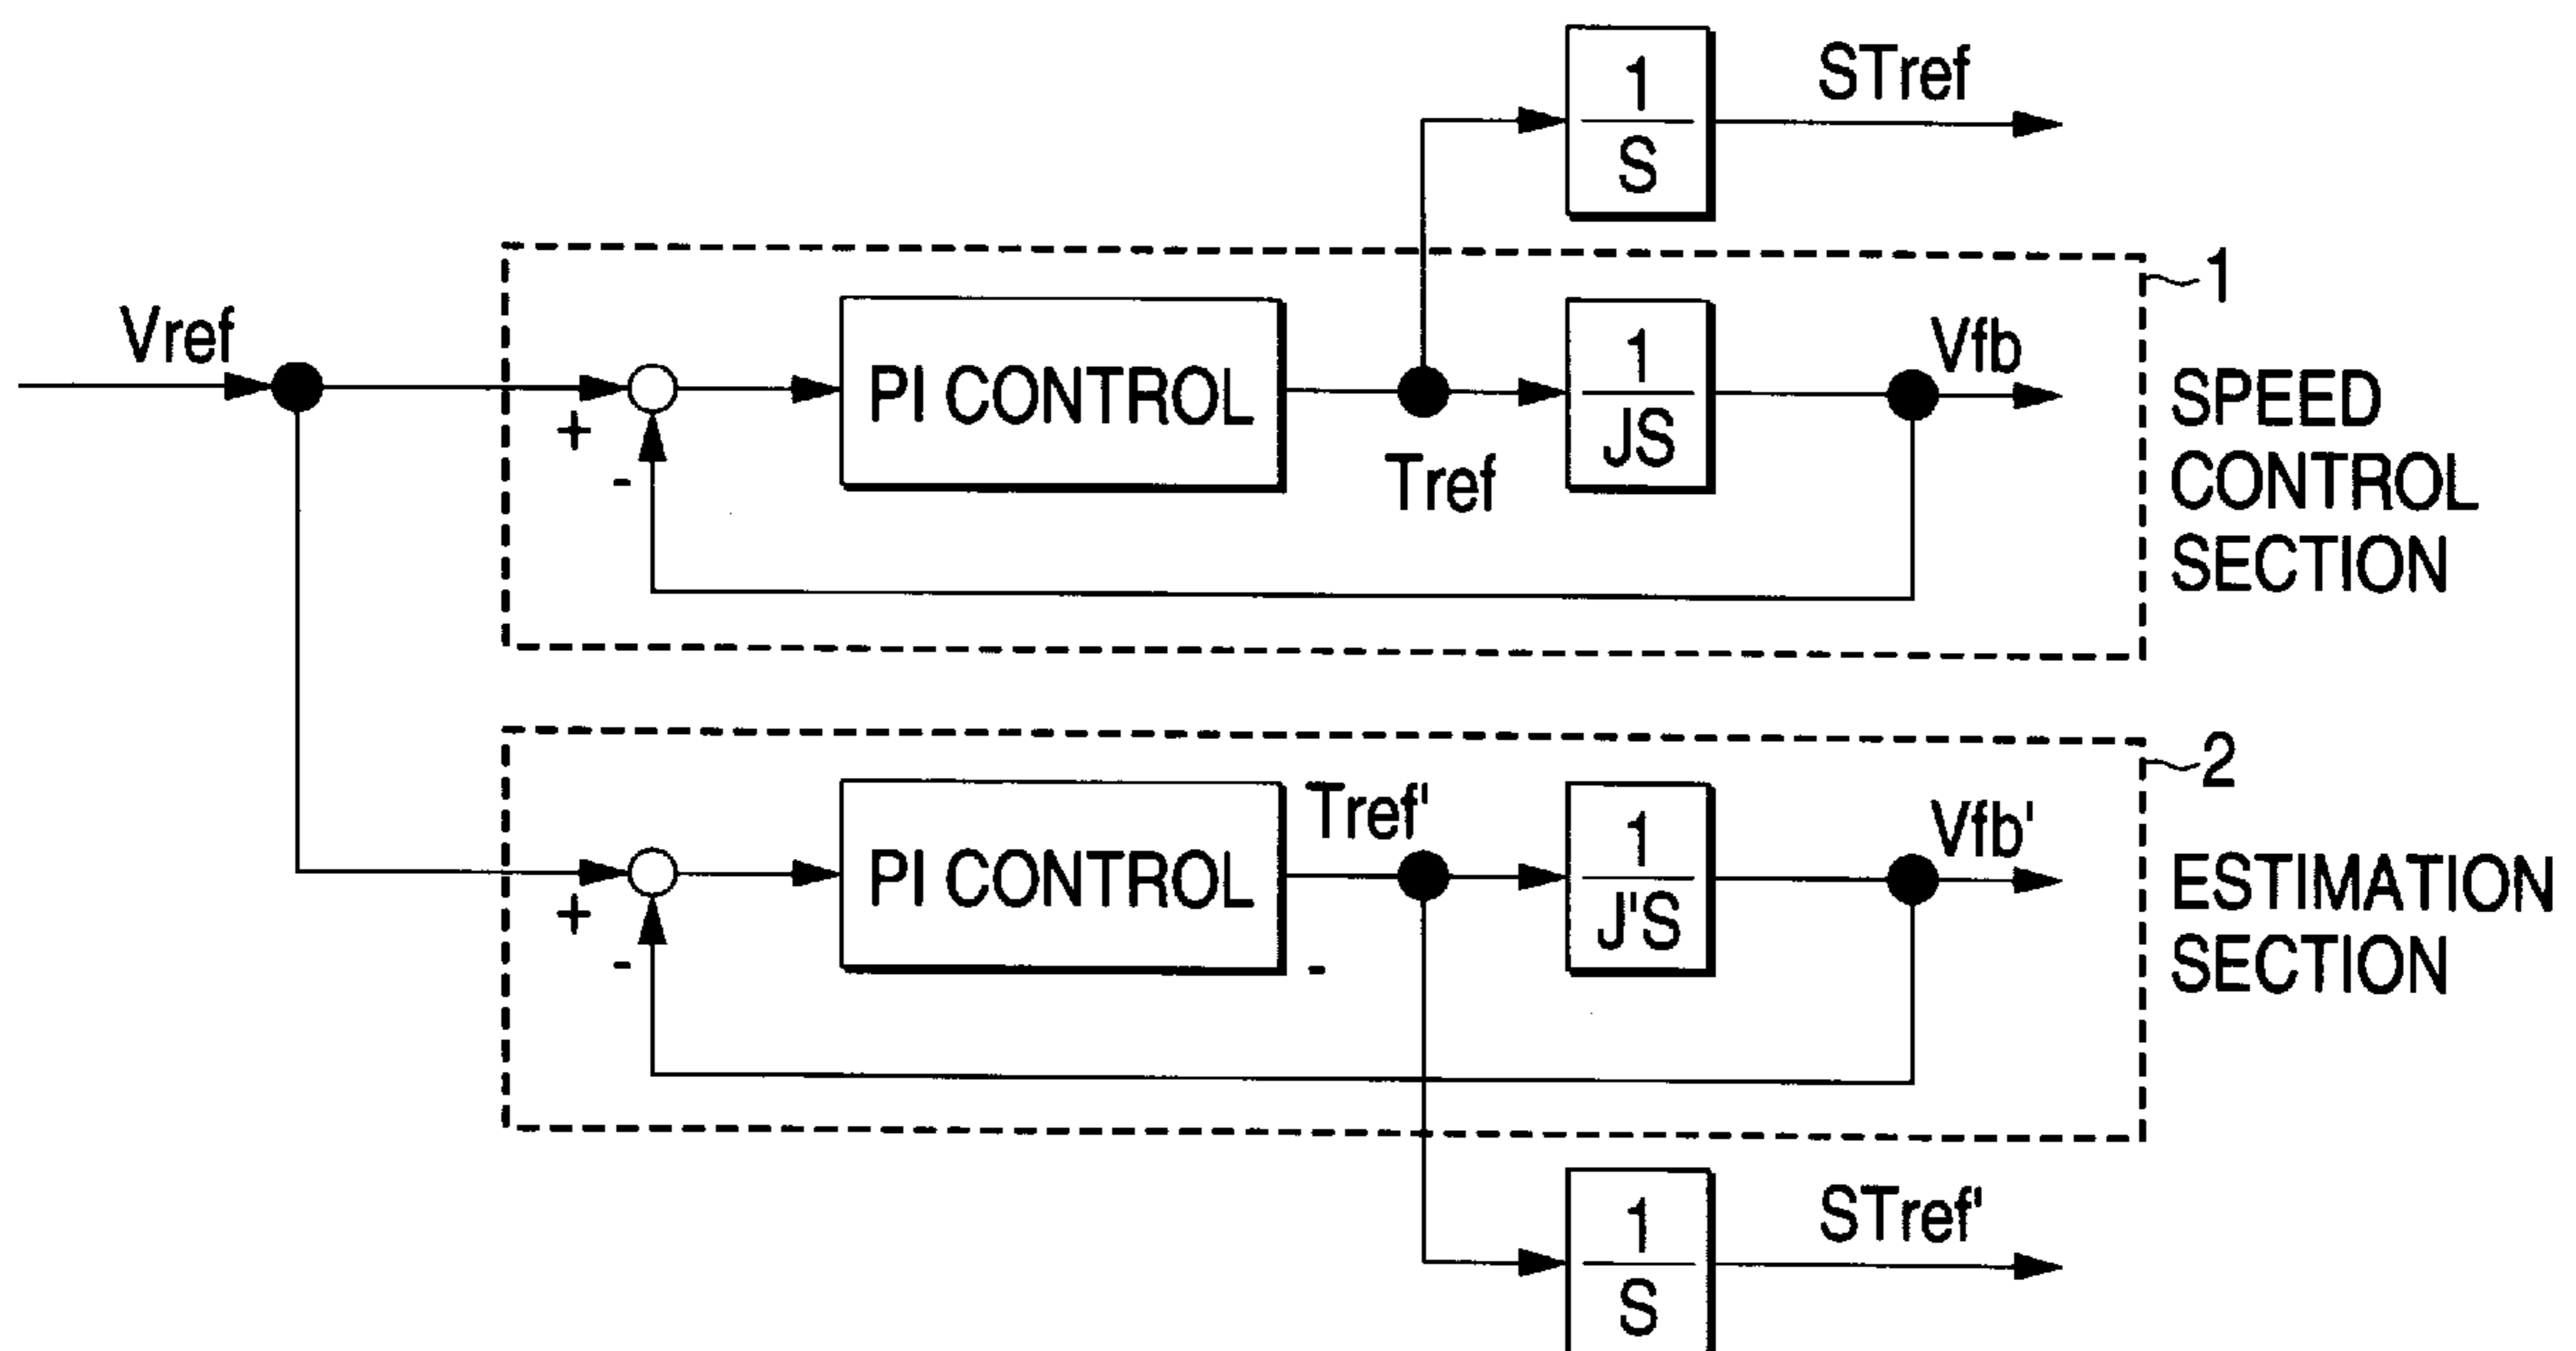 1
S
STref
1
Vref
+
-
PI CONTROL
Tref
1
JS
Vfb
SPEED
CONTROL
SECTION
2
+
-
PI CONTROL
-
Tref'
1
J'S
Vfb'
ESTIMATION
SECTION
1
S
STref'